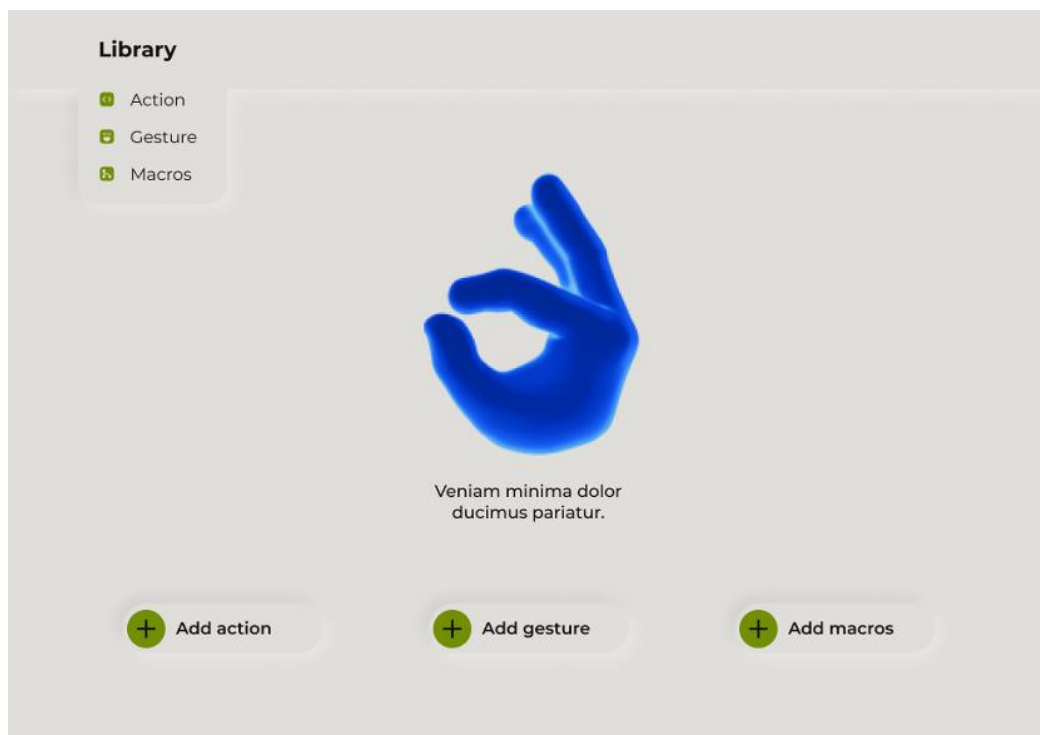 Library
Action
Gesture
Macros
Veniam minima dolor
ducimus pariatur.
Add action
Add gesture
Add macros